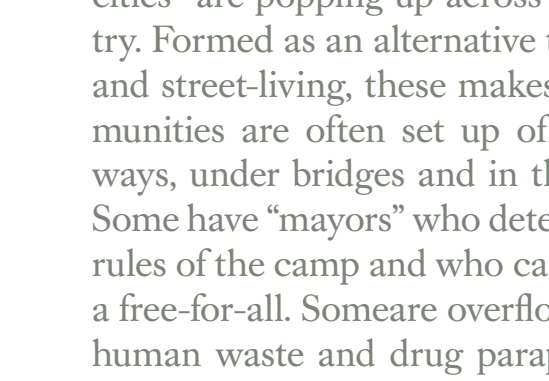 cities" are popping up across
try. Formed as an alternative
and street-living, these makes
munities are often set up of
ways, under bridges and in th
Some have “mayors” who dete
rules of the camp and who ca
a free-for-all. Someare overflo
human waste and drug parap